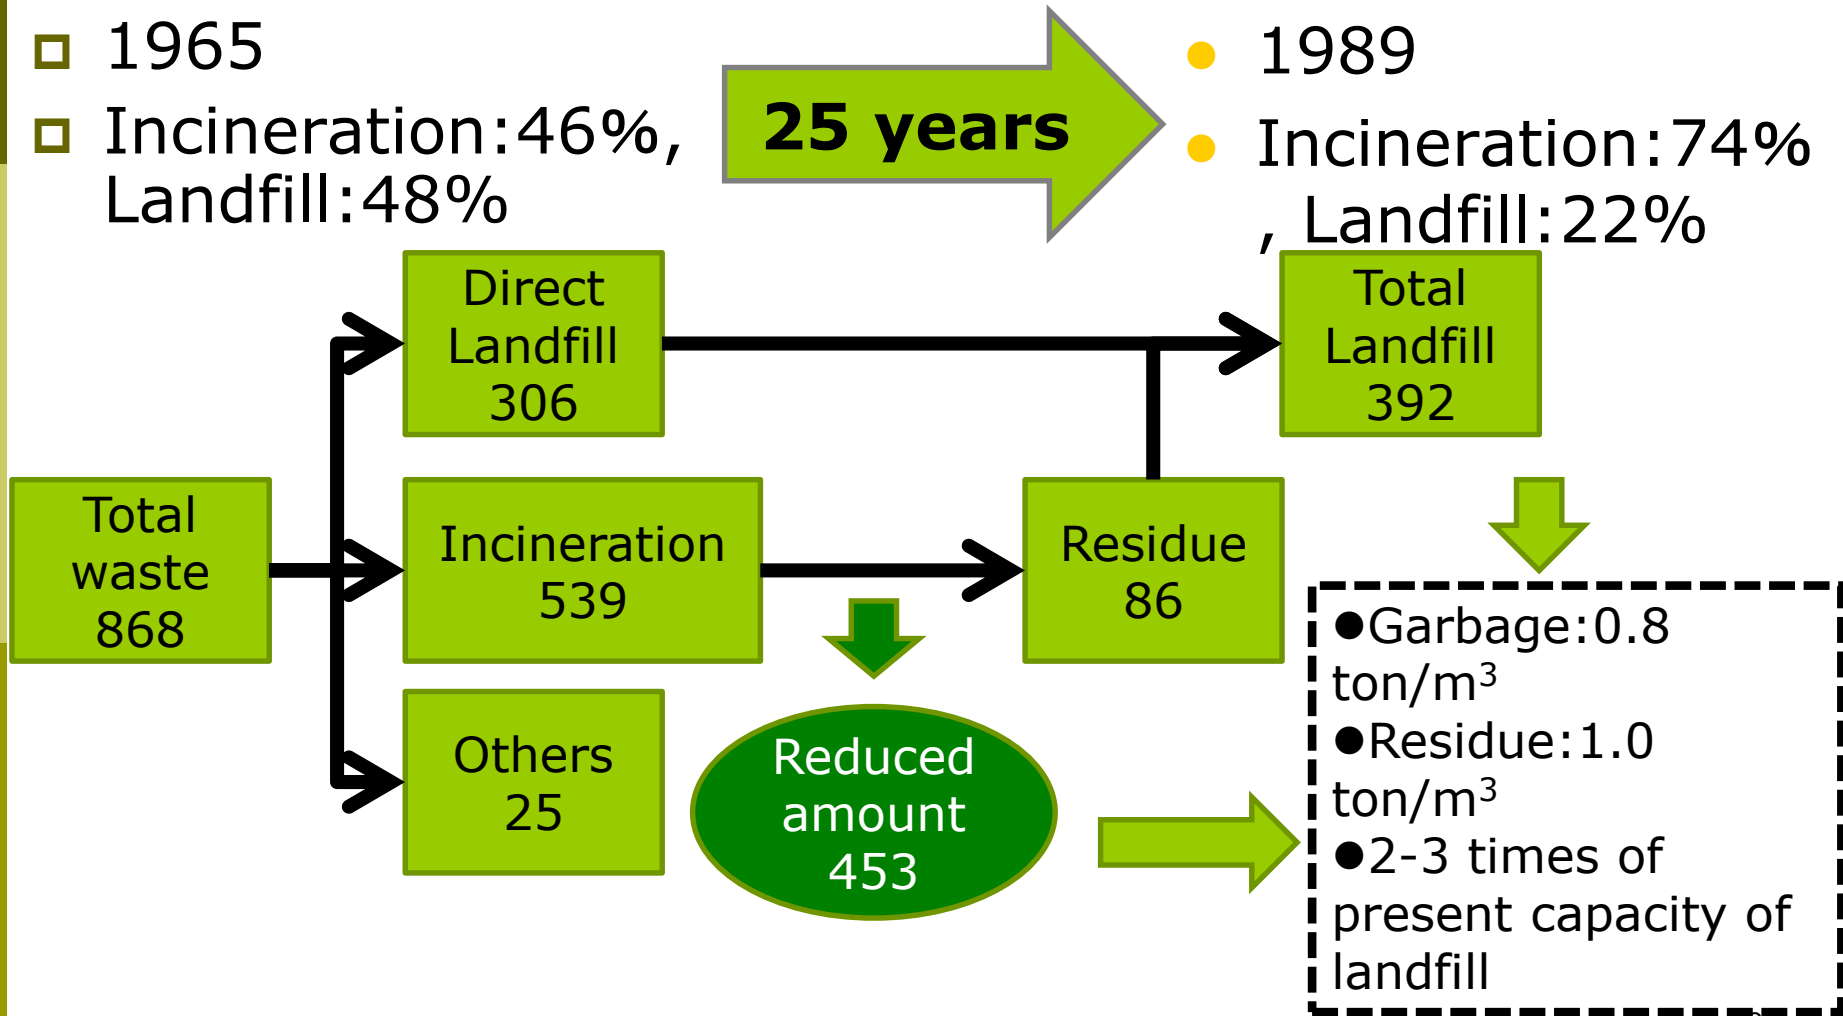 1965
Incineration:46%,
Landfill:48%
25 years
1989
Incineration:74%
, Landfill:22%
Direct
Landfill
306
Total
Landfill
392
Total
waste
868
Incineration
539
Residue
86
Others
25
Reduced
amount
453
●Garbage:0.8
ton/m³
●Residue:1.0
ton/m³
●2-3 times of
present capacity of
landfill